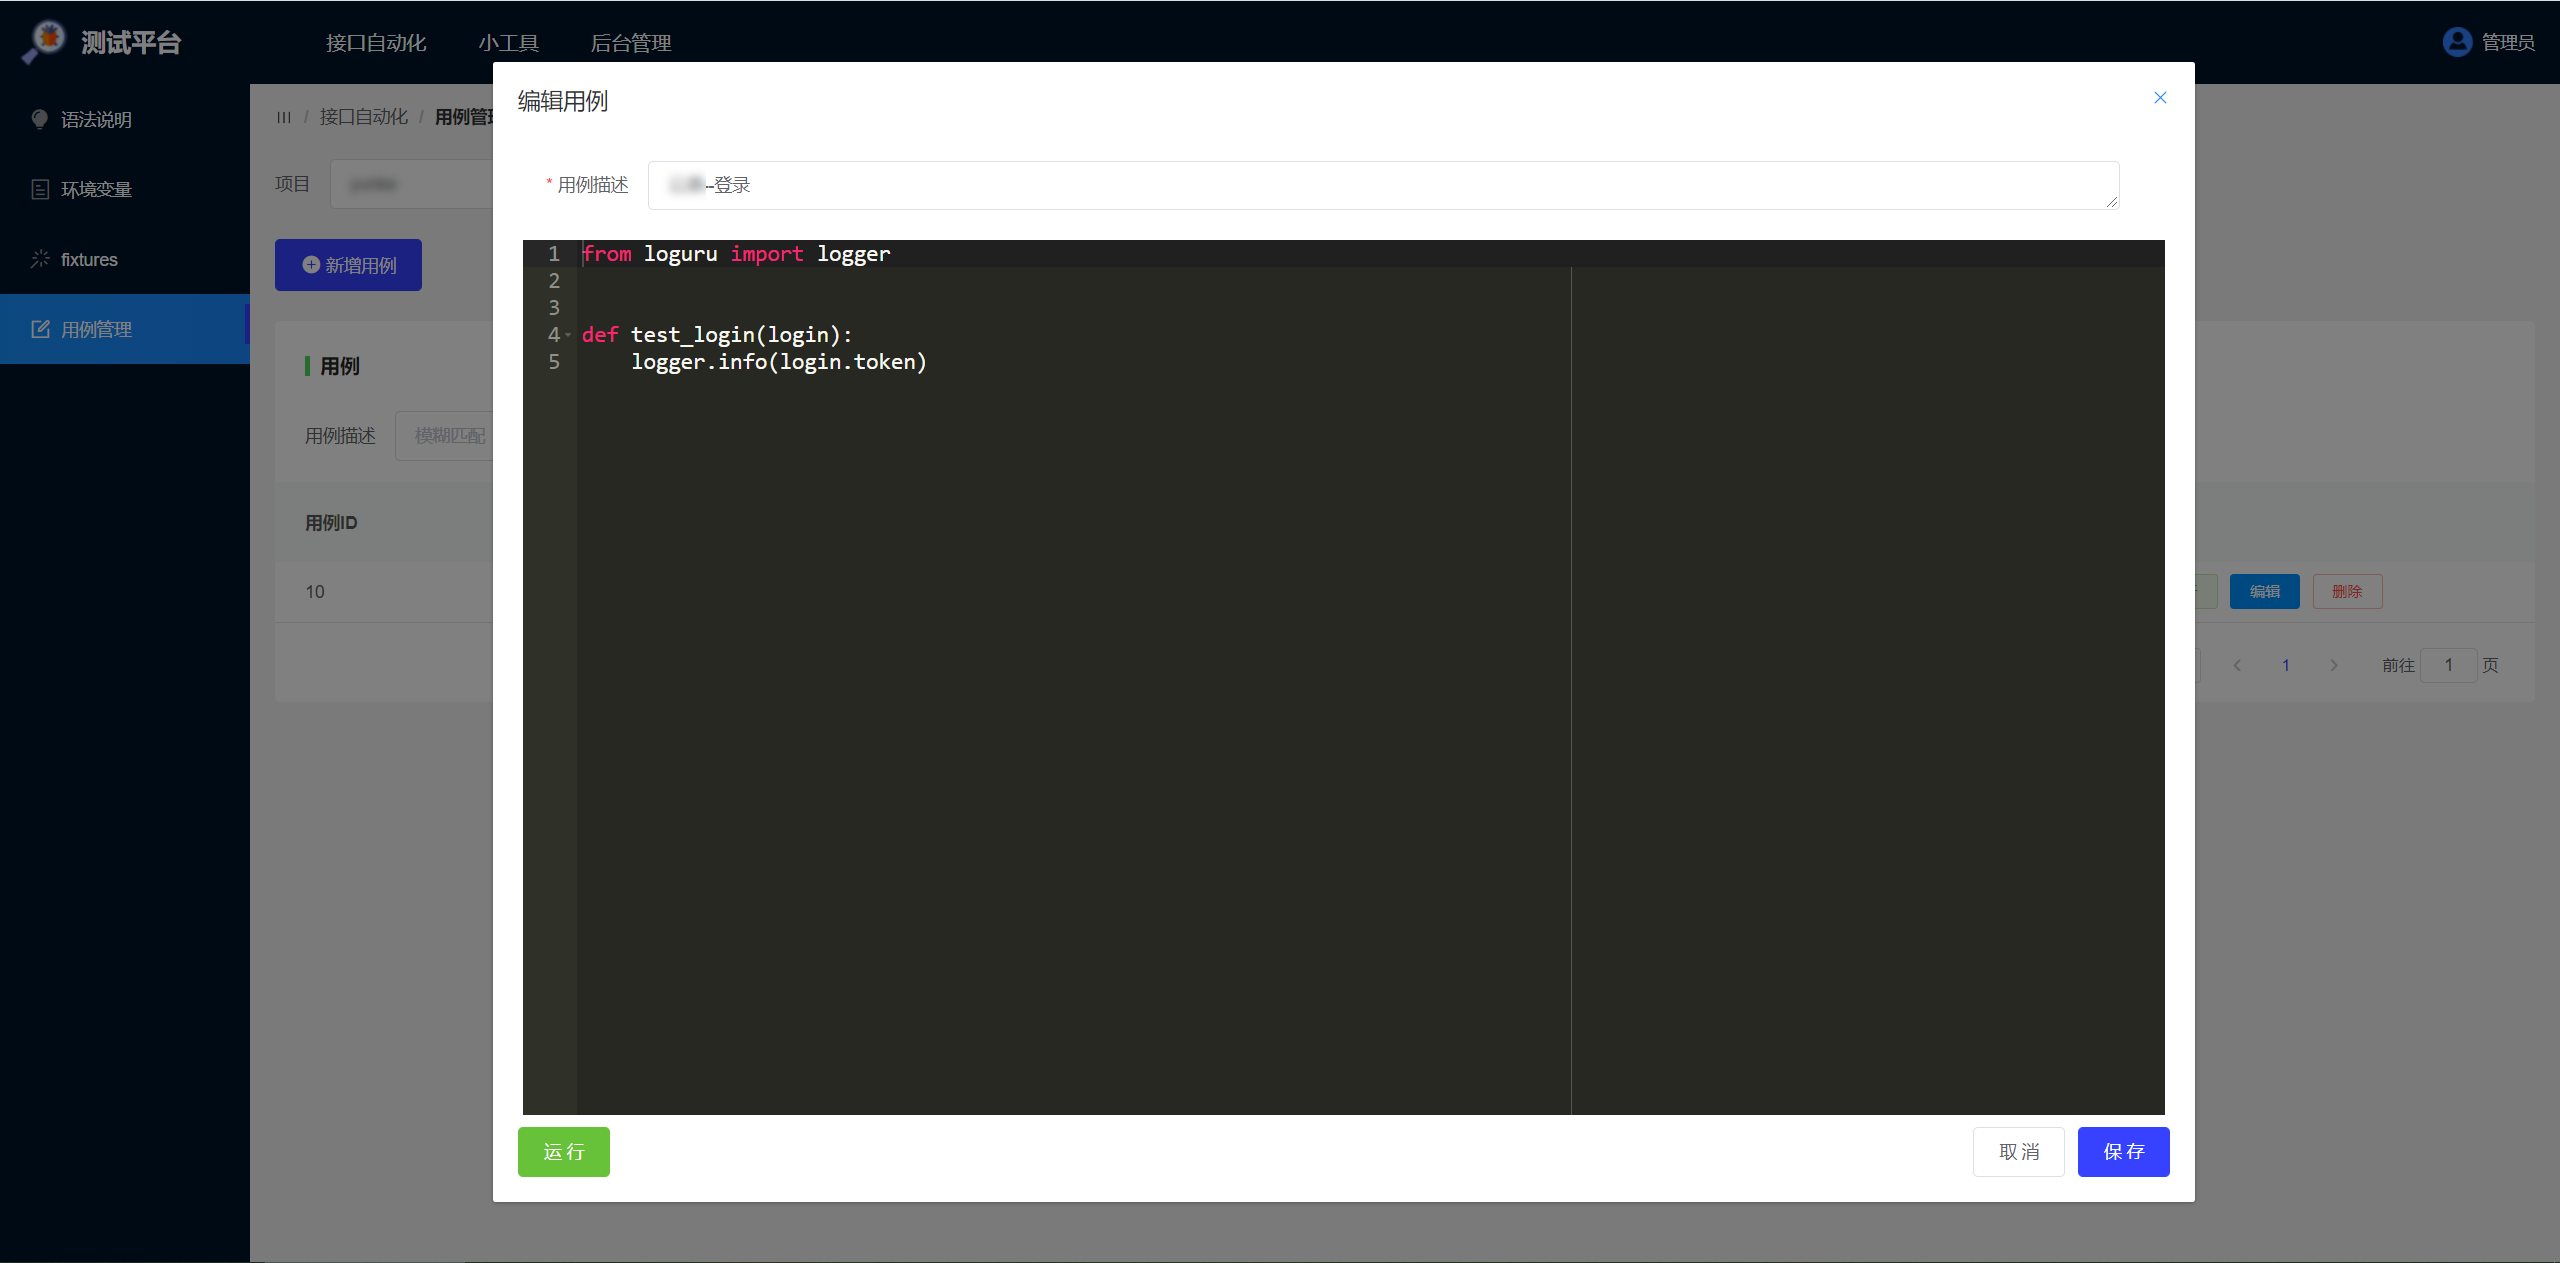 测试平台
接口自动化 小工具 后台管理
管理员
语法说明
环境变量
fixtures
用例管理
/ 接口自动化 / 用例管
项目
新增用例
用例
用例描述 模糊匹配
用例ID
10
编辑 删除
1 前往 1 页
编辑用例
* 用例描述 --登录
1 from loguru import logger
2
3
4 def test_login(login):
5 logger.info(login.token)
运行
取消 保存